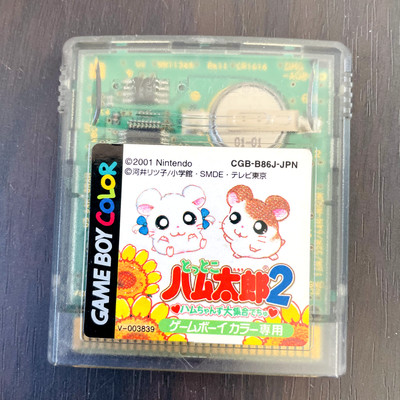 ©2001 Nintendo
CGB-B86J-JPN
©河井リツ子/小学館・SMDE・テレビ東京
GAME BOY COLOR
とっとこ
ハム太郎2
ハムちゃんず大集合でちゅ
ゲームボイカラー専用
V-003839